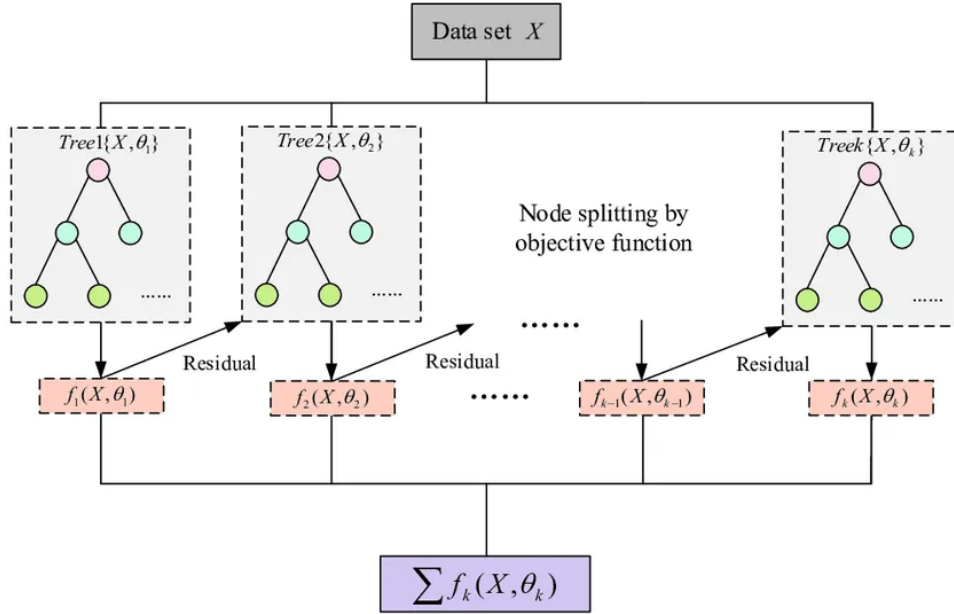 Data set X
Tree1{X,θ₁}
Tree2{X,θ₂}
Treek{X,θₖ}
Node splitting by
objective function
......
......
......
......
Residual
Residual
Residual
f₁(X,θ₁)
f₂(X,θ₂)
......
fₖ₋₁(X,θₖ₋₁)
fₖ(X,θₖ)
∑fₖ(X,θₖ)